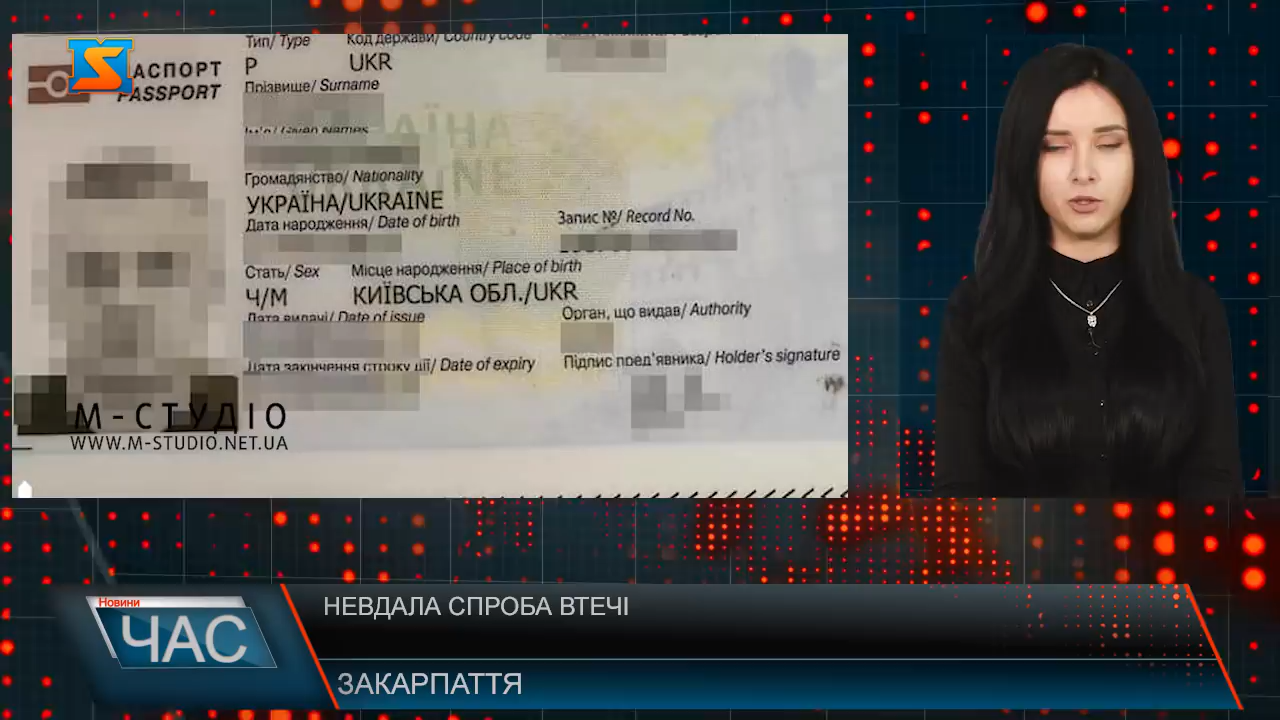 Тип/ Type Код держави/ Country code
P UKR
ПАСПОРТ
PASSPORT
Прізвище/ Surname
Ім'я/ Given Names
Громадянство/ Nationality
УКРАЇНА/UKRAINE
Дата народження/ Date of birth
Запис №/ Record No.
Стать/ Sex Місце народження/ Place of birth
Ч/М КИЇВСЬКА ОБЛ./UKR
Дата видачі/ Date of issue
Орган, що видав/ Authority
Дата закінчення строку дії/ Date of expiry
Підпис пред'явника/ Holder's signature
М-СТУДІО
WWW.M-STUDIO.NET.UA
Новини
ЧАС
НЕВДАЛА СПРОБА ВТЕЧІ
ЗАКАРПАТТЯ